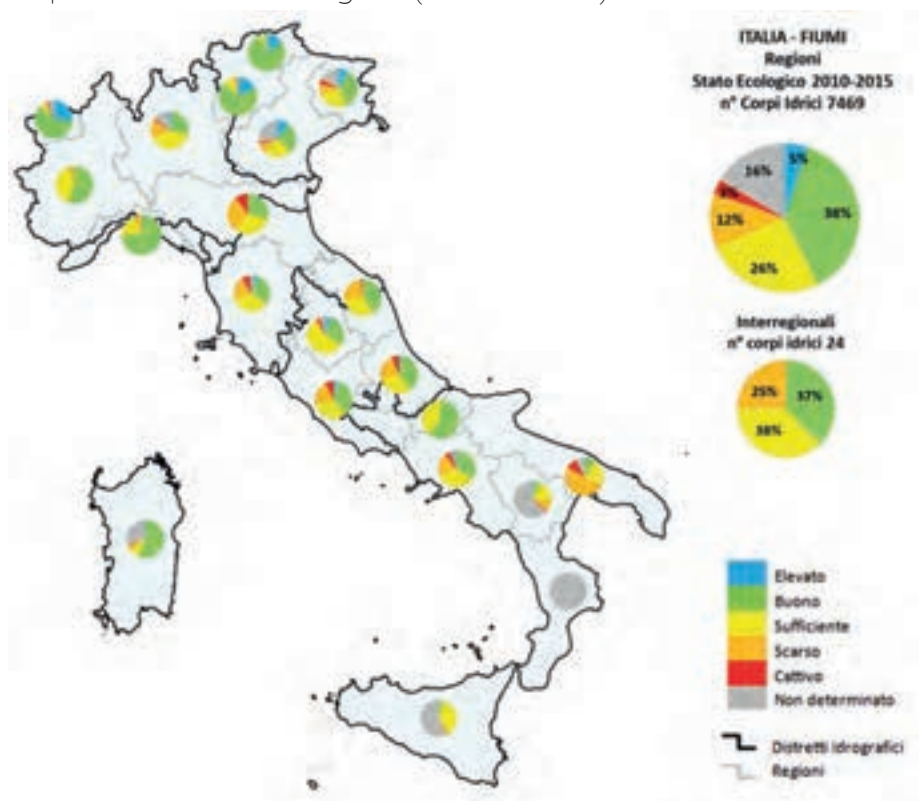 ITALIA - FIUMI
Regioni
Stato Ecologico 2010-2015
n° Corpi Idrici 7469
16%
5%
3%
38%
12%
26%
Interregionali
n° corpi idrici 24
25%
37%
38%
Elevato
Buono
Sufficiente
Scarso
Cattivo
Non determinato
Distretti Idrografici
Regioni